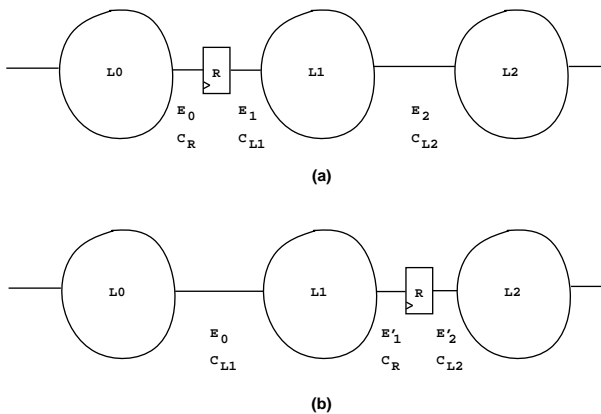 L0 R L1 L2
E0 E1 E2
CR CL1 CL2
(a)
L0 L1 R L2
E0 E'1 E'2
CL1 CR CL2
(b)